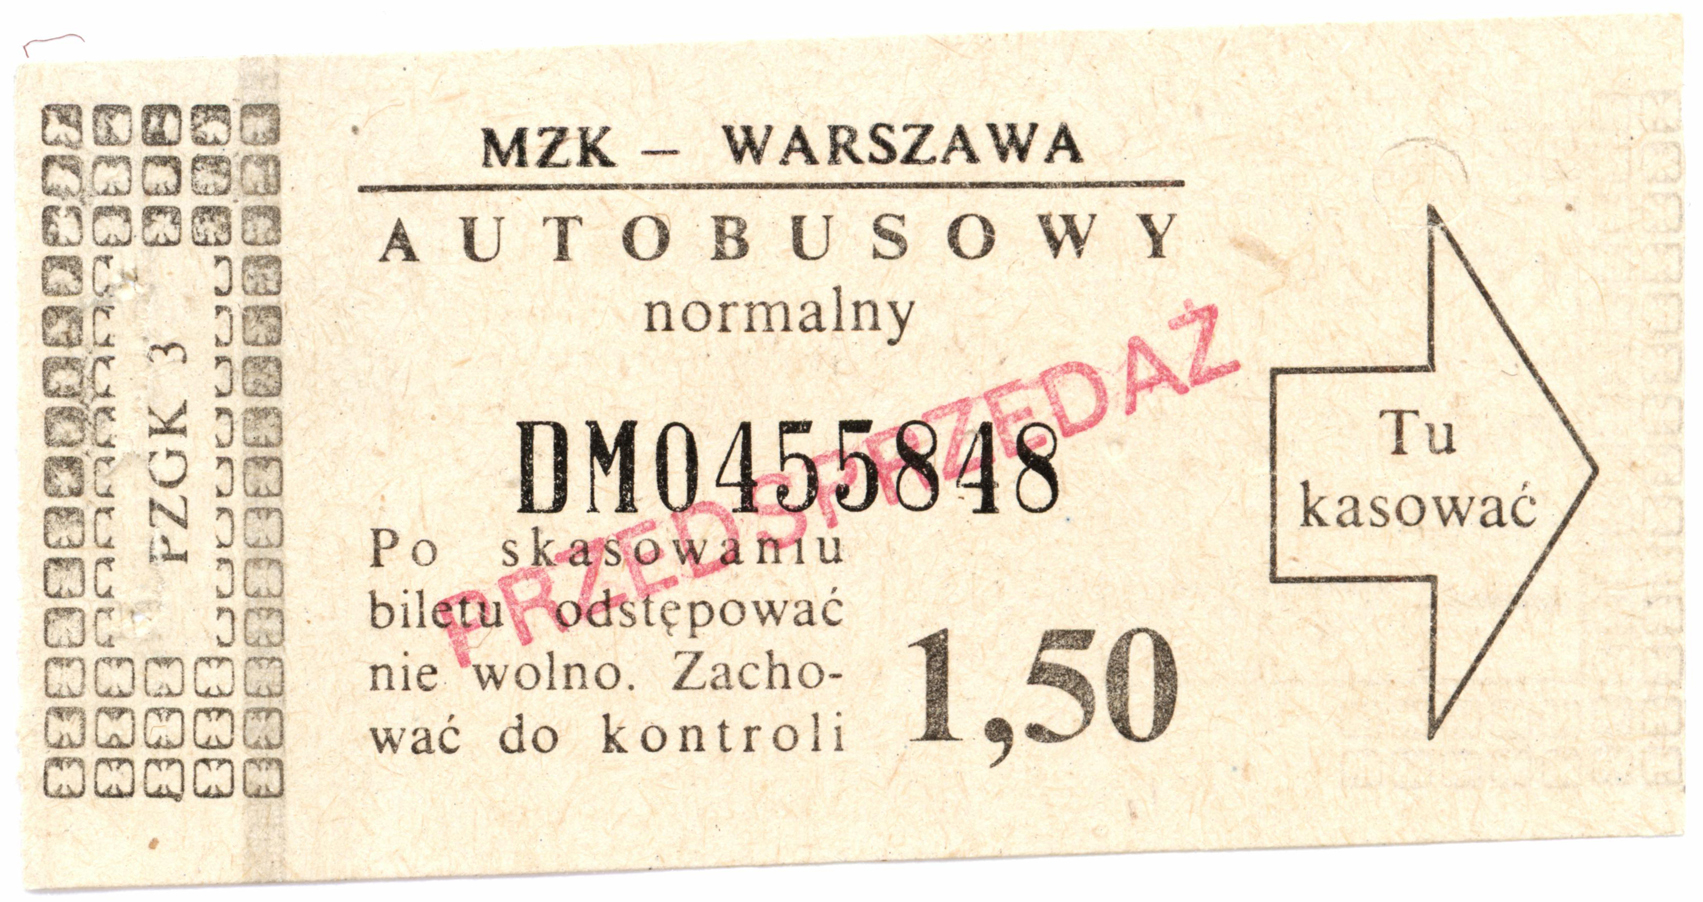 MZK – WARSZAWA
AUTOBUSOWY
normalny
DM0455848
PRZEDSPRZEDAŻ
Po skasowaniu
biletu odstępować
nie wolno. Zacho-
wać do kontroli
1,50
Tu
kasować
PZGK 3